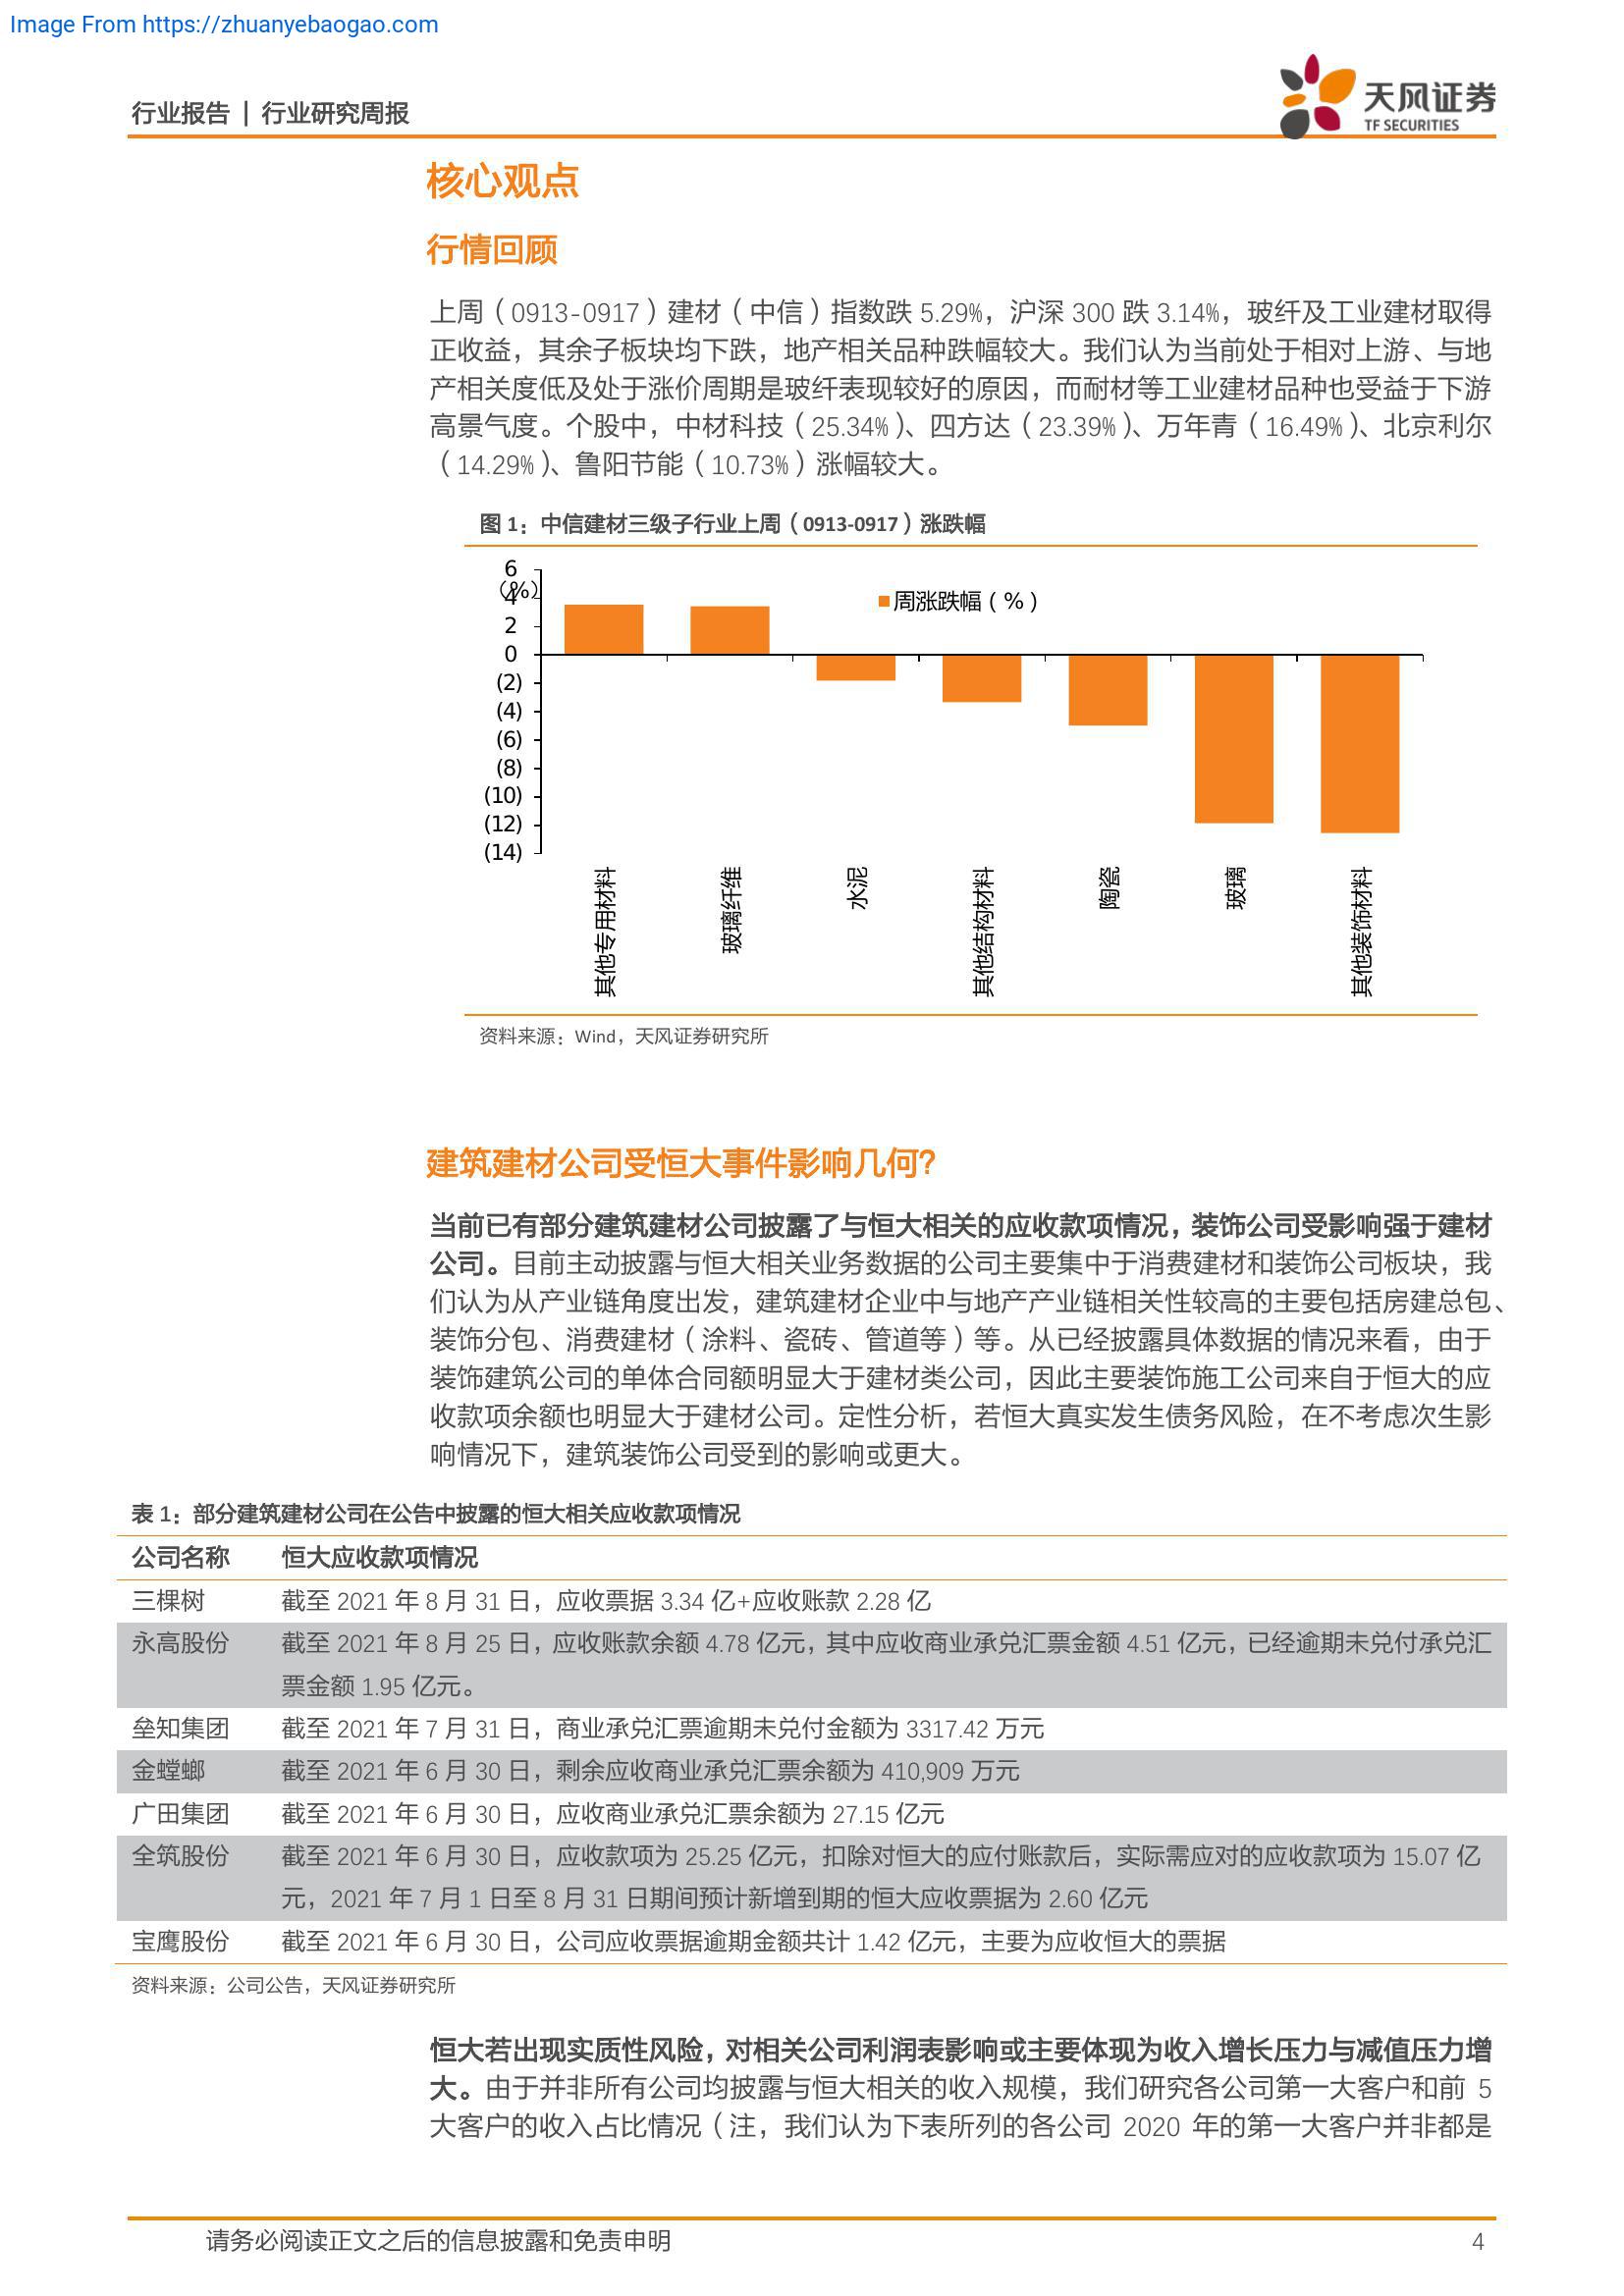 Image From https://zhuanyebaogao.com
行业报告 | 行业研究周报
天风证券
TF SECURITIES
核心观点
行情回顾
上周（0913-0917）建材（中信）指数跌 5.29%，沪深 300 跌 3.14%，玻纤及工业建材取得
正收益，其余子板块均下跌，地产相关品种跌幅较大。我们认为当前处于相对上游、与地
产相关度低及处于涨价周期是玻纤表现较好的原因，而耐材等工业建材品种也受益于下游
高景气度。个股中，中材科技（25.34%）、四方达（23.39%）、万年青（16.49%）、北京利尔
（14.29%）、鲁阳节能（10.73%）涨幅较大。
图 1：中信建材三级子行业上周（0913-0917）涨跌幅
6
（%）
4
2
0
(2)
(4)
(6)
(8)
(10)
(12)
(14)
周涨跌幅（%）
其他专用材料
玻璃纤维
水泥
其他结构材料
陶瓷
玻璃
其他装饰材料
资料来源：Wind，天风证券研究所
建筑建材公司受恒大事件影响几何？
当前已有部分建筑建材公司披露了与恒大相关的应收款项情况，装饰公司受影响强于建材
公司。目前主动披露与恒大相关业务数据的公司主要集中于消费建材和装饰公司板块，我
们认为从产业链角度出发，建筑建材企业中与地产产业链相关性较高的主要包括房建总包、
装饰分包、消费建材（涂料、瓷砖、管道等）等。从已经披露具体数据的情况来看，由于
装饰建筑公司的单体合同额明显大于建材类公司，因此主要装饰施工公司来自于恒大的应
收款项余额也明显大于建材公司。定性分析，若恒大真实发生债务风险，在不考虑次生影
响情况下，建筑装饰公司受到的影响或更大。
表 1：部分建筑建材公司在公告中披露的恒大相关应收款项情况
公司名称 恒大应收款项情况
三棵树 截至 2021 年 8 月 31 日，应收票据 3.34 亿+应收账款 2.28 亿
永高股份 截至 2021 年 8 月 25 日，应收账款余额 4.78 亿元，其中应收商业承兑汇票金额 4.51 亿元，已经逾期未兑付承兑汇
票金额 1.95 亿元。
垒知集团 截至 2021 年 7 月 31 日，商业承兑汇票逾期未兑付金额为 3317.42 万元
金螳螂 截至 2021 年 6 月 30 日，剩余应收商业承兑汇票余额为 410,909 万元
广田集团 截至 2021 年 6 月 30 日，应收商业承兑汇票余额为 27.15 亿元
全筑股份 截至 2021 年 6 月 30 日，应收款项为 25.25 亿元，扣除对恒大的应付账款后，实际需应对的应收款项为 15.07 亿
元，2021 年 7 月 1 日至 8 月 31 日期间预计新增到期的恒大应收票据为 2.60 亿元
宝鹰股份 截至 2021 年 6 月 30 日，公司应收票据逾期金额共计 1.42 亿元，主要为应收恒大的票据
资料来源：公司公告，天风证券研究所
恒大若出现实质性风险，对相关公司利润表影响或主要体现为收入增长压力与减值压力增
大。由于并非所有公司均披露与恒大相关的收入规模，我们研究各公司第一大客户和前 5
大客户的收入占比情况（注，我们认为下表所列的各公司 2020 年的第一大客户并非都是
请务必阅读正文之后的信息披露和免责申明
4